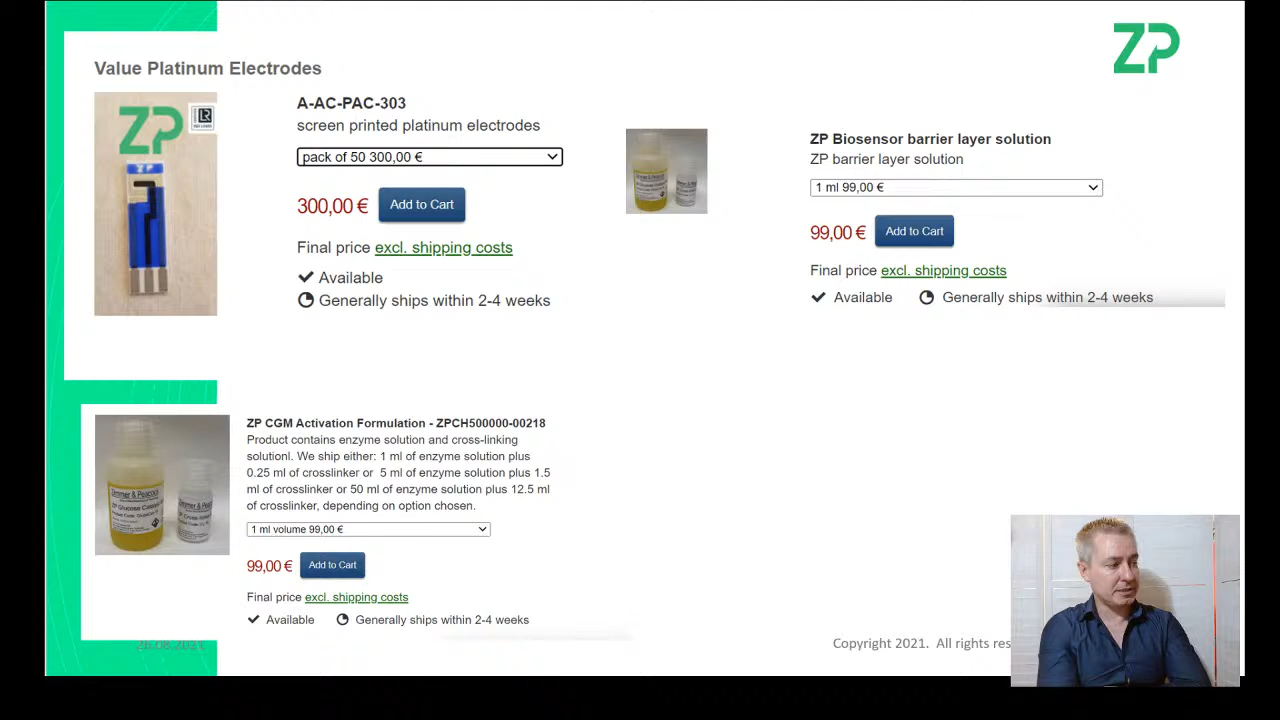 ZP
Value Platinum Electrodes
ZP
LR
A-AC-PAC-303
screen printed platinum electrodes
pack of 50 300,00 €
300,00 €
Add to Cart
Final price excl. shipping costs
Available
Generally ships within 2-4 weeks
ZP Biosensor barrier layer solution
ZP barrier layer solution
1 ml 99,00 €
99,00 €
Add to Cart
Final price excl. shipping costs
Available
Generally ships within 2-4 weeks
Zimmer & Peacock
ZP CGM Activation Formulation - ZPCH500000-00218
Product contains enzyme solution and cross-linking
solutionl. We ship either: 1 ml of enzyme solution plus
0.25 ml of crosslinker or 5 ml of enzyme solution plus 1.5
ml of crosslinker or 50 ml of enzyme solution plus 12.5 ml
of crosslinker, depending on option chosen.
1 ml volume 99,00 €
99,00 €
Add to Cart
Final price excl. shipping costs
Available
Generally ships within 2-4 weeks
26.08.2021
Copyright 2021. All rights res